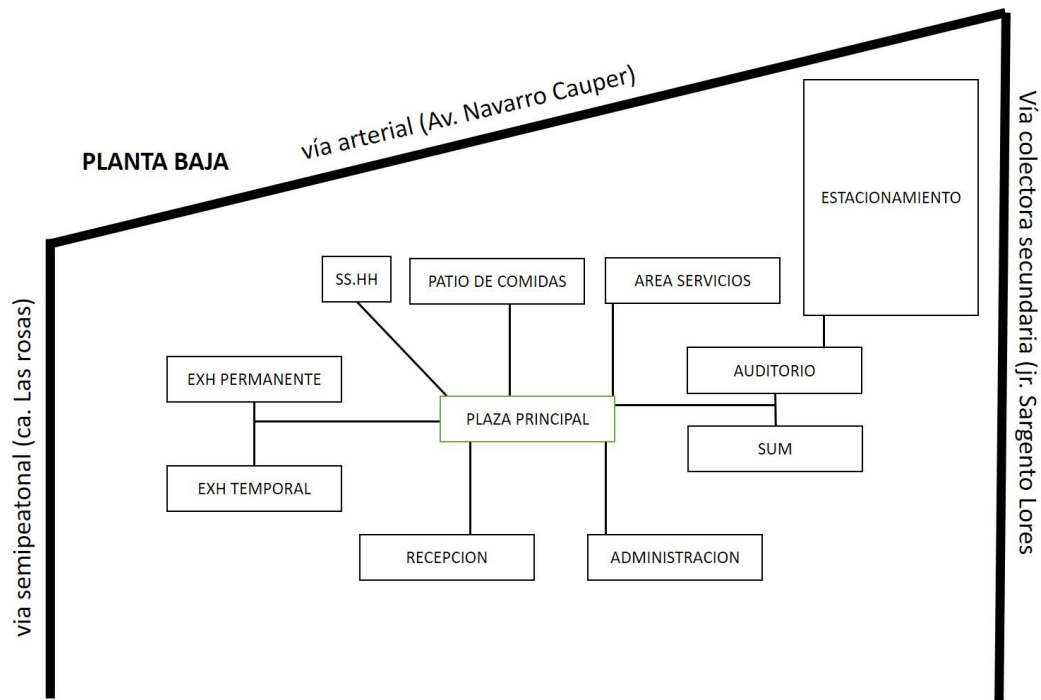 PLANTA BAJA
vía arterial (Av. Navarro Cauper)
ESTACIONAMIENTO
Vía colectora secundaria (jr. Sargento Lores
via semipeatonal (ca. Las rosas)
SS.HH
PATIO DE COMIDAS
AREA SERVICIOS
EXH PERMANENTE
AUDITORIO
PLAZA PRINCIPAL
SUM
EXH TEMPORAL
RECEPCION
ADMINISTRACION